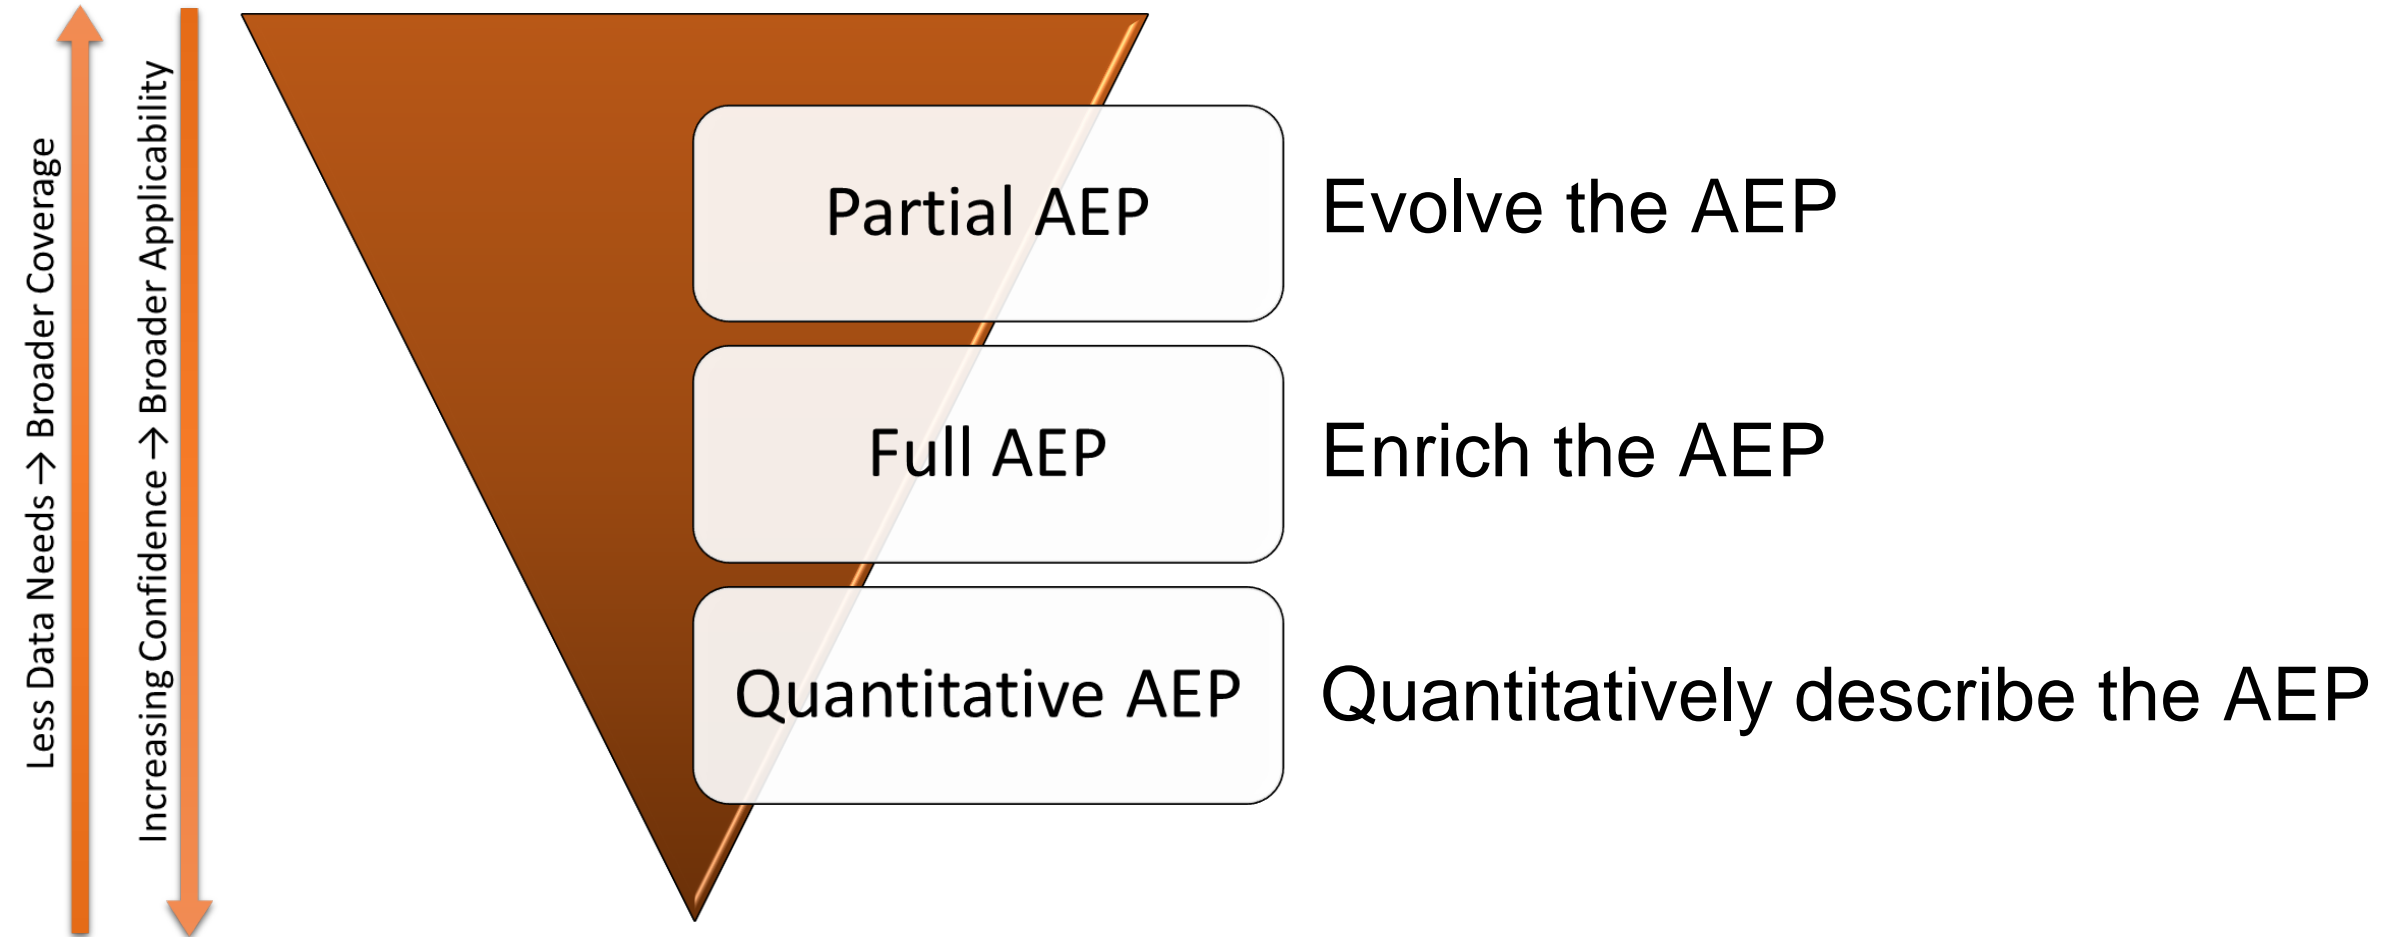 Less Data Needs → Broader Coverage
Increasing Confidence → Broader Applicability
Partial AEP
Evolve the AEP
Full AEP
Enrich the AEP
Quantitative AEP
Quantitatively describe the AEP